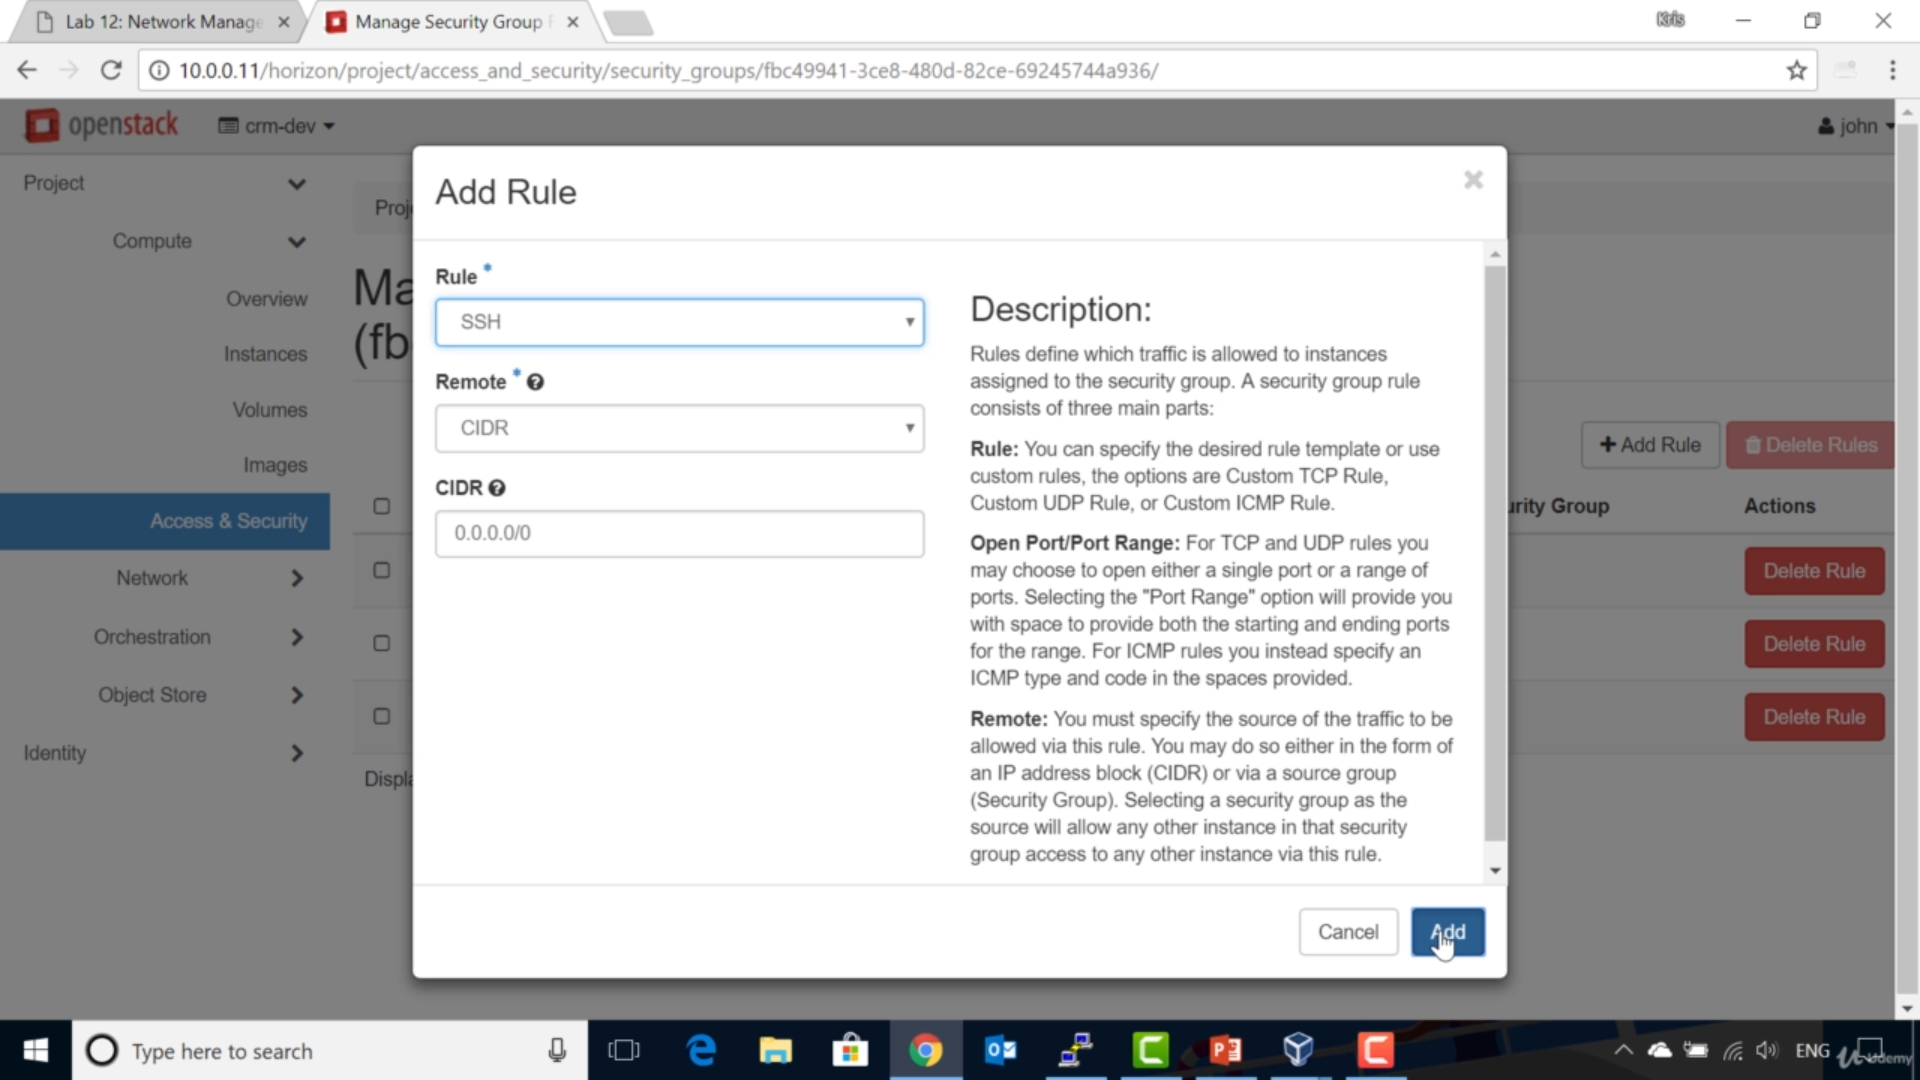 Lab 12: Network Manage
Manage Security Group
Kris
10.0.0.11/horizon/project/access_and_security/security_groups/fbc49941-3ce8-480d-82ce-69245744a936/
openstack
crm-dev
john
Project
Compute
Overview
Instances
Volumes
Images
Access & Security
Network
Orchestration
Object Store
Identity
Proj
Ma
(fb
Displa
+ Add Rule
Delete Rules
urity Group
Actions
Delete Rule
Delete Rule
Delete Rule
Add Rule
Rule *
SSH
Remote *
CIDR
CIDR
0.0.0.0/0
Description:
Rules define which traffic is allowed to instances
assigned to the security group. A security group rule
consists of three main parts:
Rule: You can specify the desired rule template or use
custom rules, the options are Custom TCP Rule,
Custom UDP Rule, or Custom ICMP Rule.
Open Port/Port Range: For TCP and UDP rules you
may choose to open either a single port or a range of
ports. Selecting the "Port Range" option will provide you
with space to provide both the starting and ending ports
for the range. For ICMP rules you instead specify an
ICMP type and code in the spaces provided.
Remote: You must specify the source of the traffic to be
allowed via this rule. You may do so either in the form of
an IP address block (CIDR) or via a source group
(Security Group). Selecting a security group as the
source will allow any other instance in that security
group access to any other instance via this rule.
Cancel
Add
Type here to search
ENG
Udemy